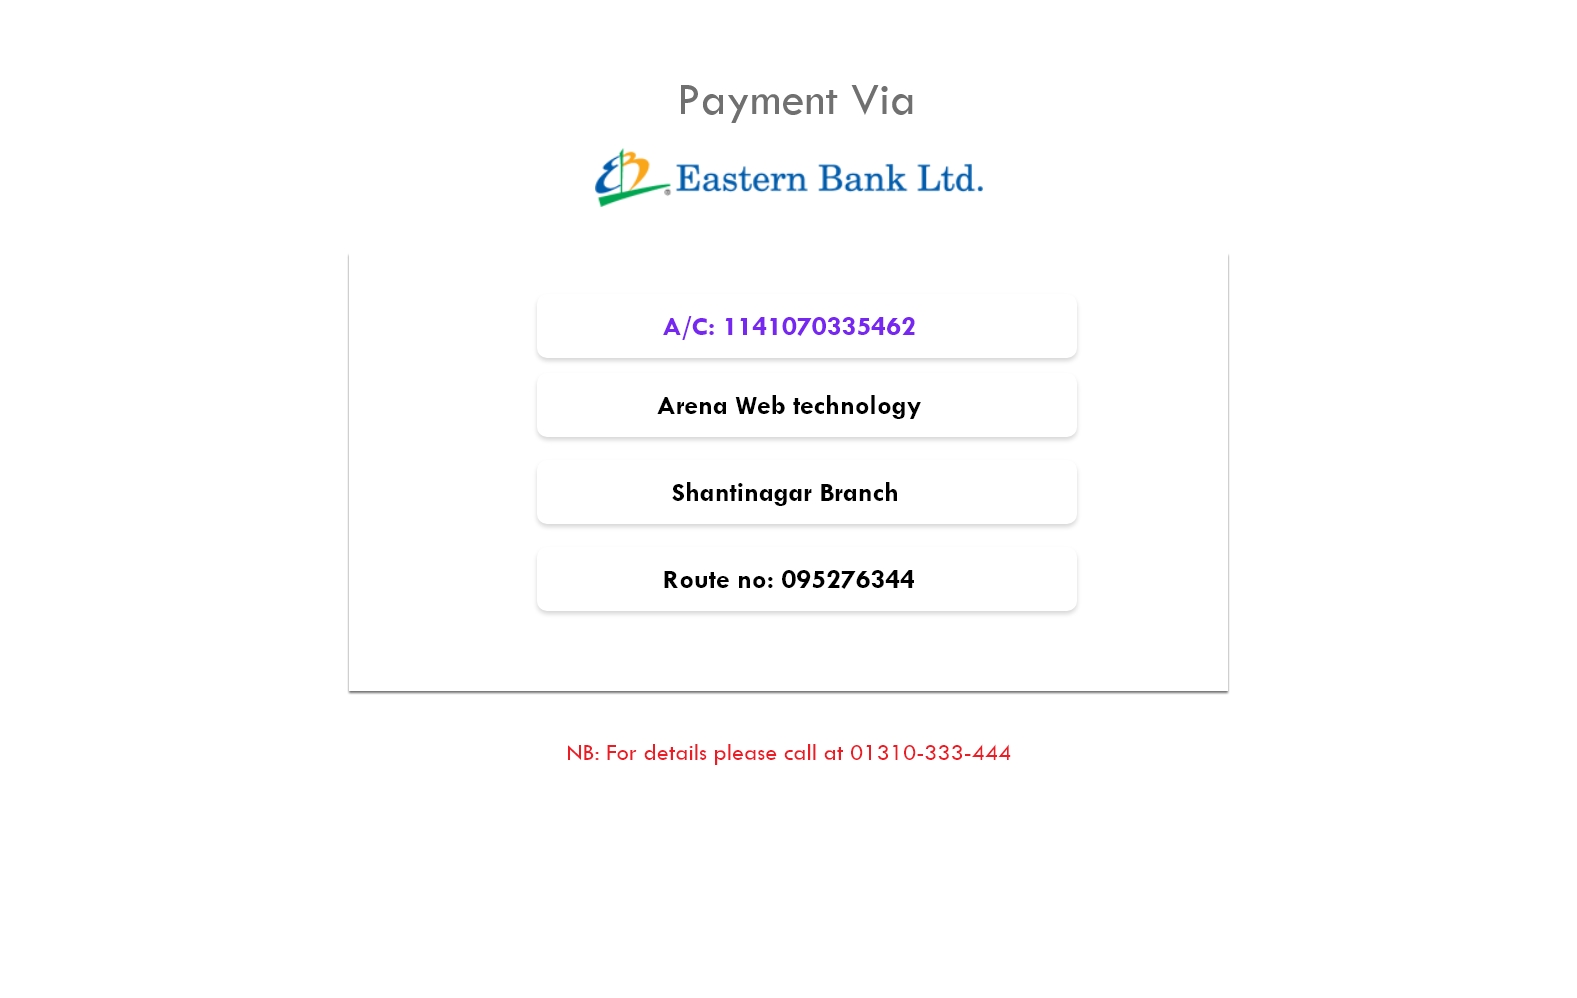 Payment Via
Eastern Bank Ltd.
A/C: 1141070335462
Arena Web technology
Shantinagar Branch
Route no: 095276344
NB: For details please call at 01310-333-444